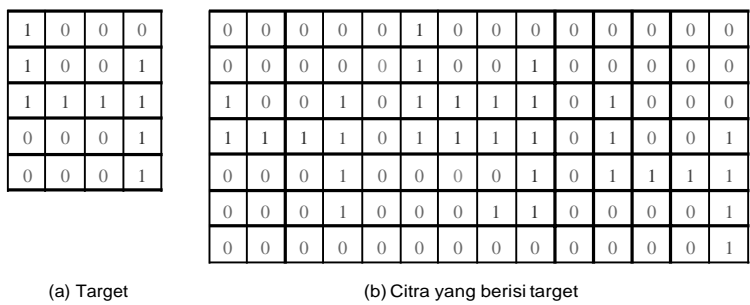 1 0 0 0
1 0 0 1
1 1 1 1
0 0 0 1
0 0 0 1
0 0 0 0 0 1 0 0 0 0 0 0 0 0
0 0 0 0 0 1 0 0 1 0 0 0 0 0
1 0 0 1 0 1 1 1 1 0 1 0 0 0
1 1 1 1 0 1 1 1 1 0 1 0 0 1
0 0 0 1 0 0 0 0 1 0 1 1 1 1
0 0 0 1 0 0 0 1 1 0 0 0 0 1
0 0 0 0 0 0 0 0 0 0 0 0 0 1
(a) Target
(b) Citra yang berisi target